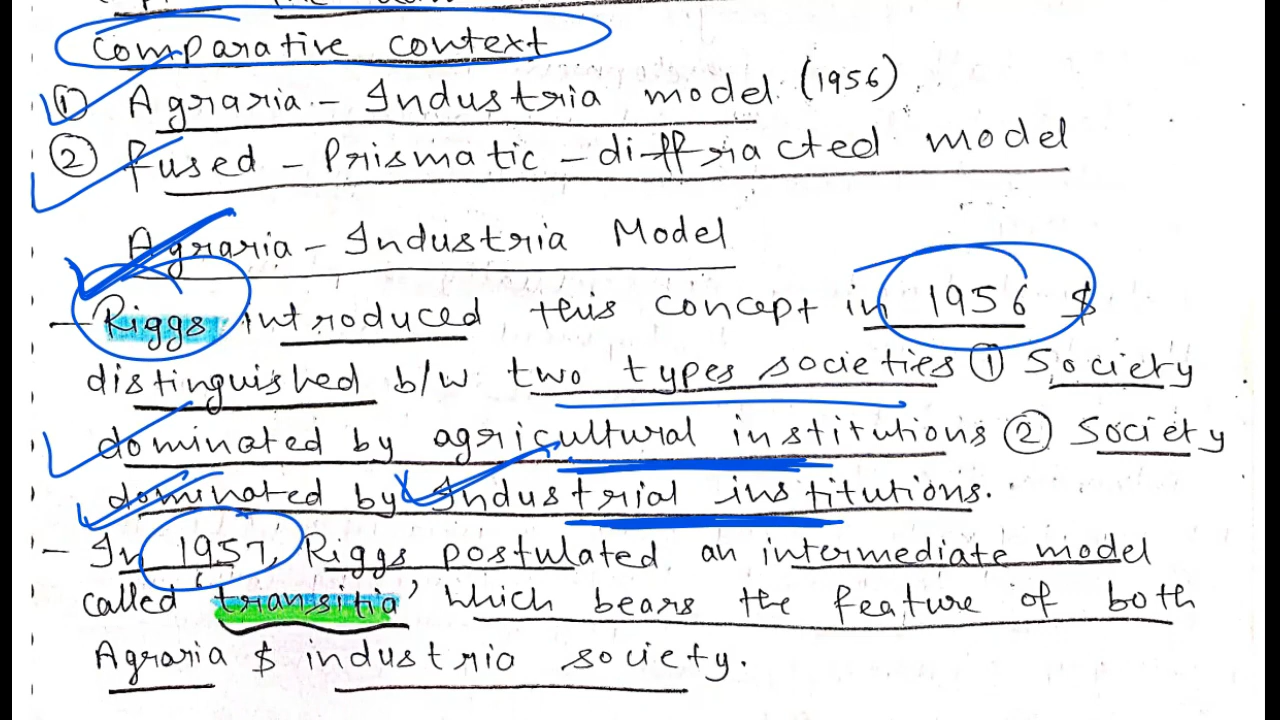 comparative context
① Agraria - Industria model (1956)
② fused - Prismatic - diffracted model
Agraria - Industria Model
- Riggs introduced this concept in 1956 $
distinguished b/w two types societies ① Society
dominated by agricultural institutions ② Society
dominated by Industrial institutions.
- In 1957, Riggs postulated an intermediate model
called 'transitia' which bears the feature of both
Agraria $ industria society.